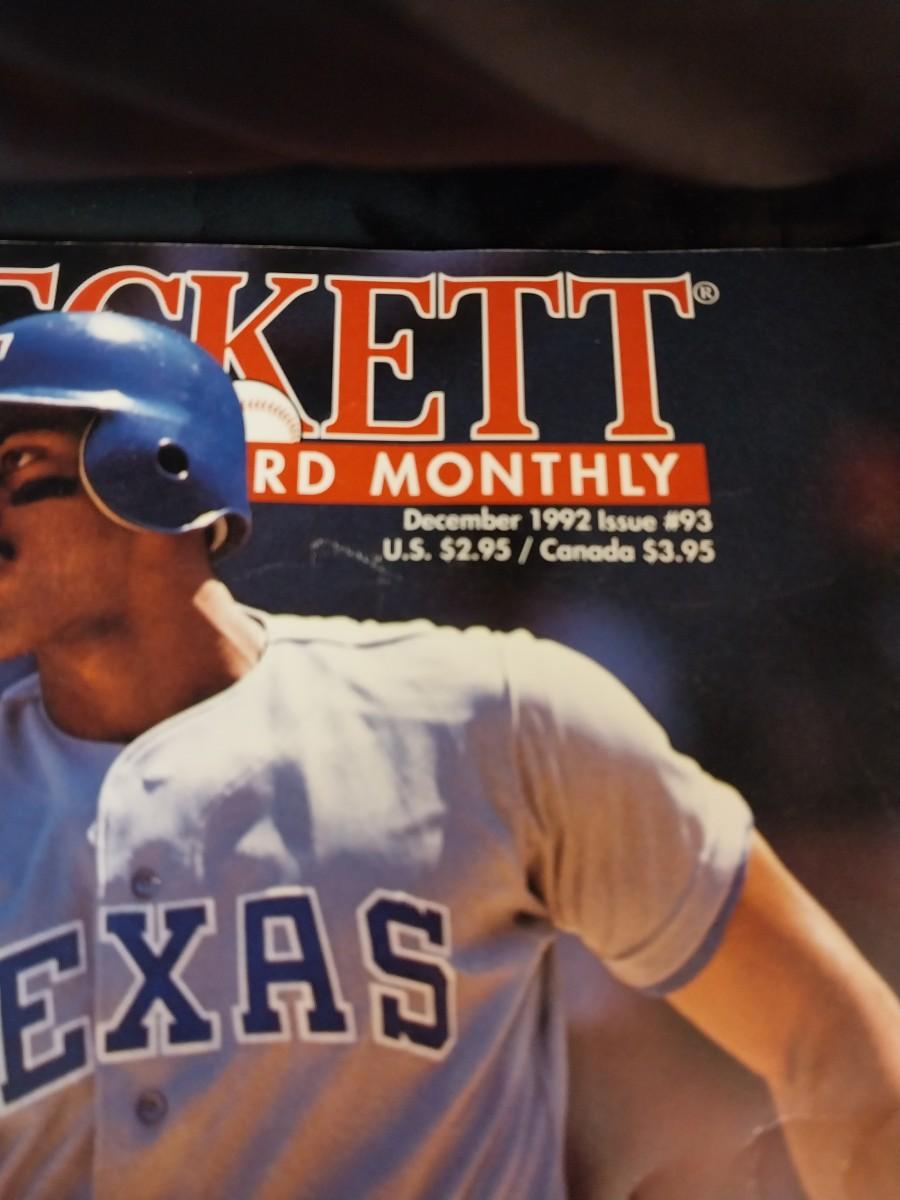 ECKETT®
RD MONTHLY
December 1992 Issue #93
U.S. $2.95 / Canada $3.95
EXAS